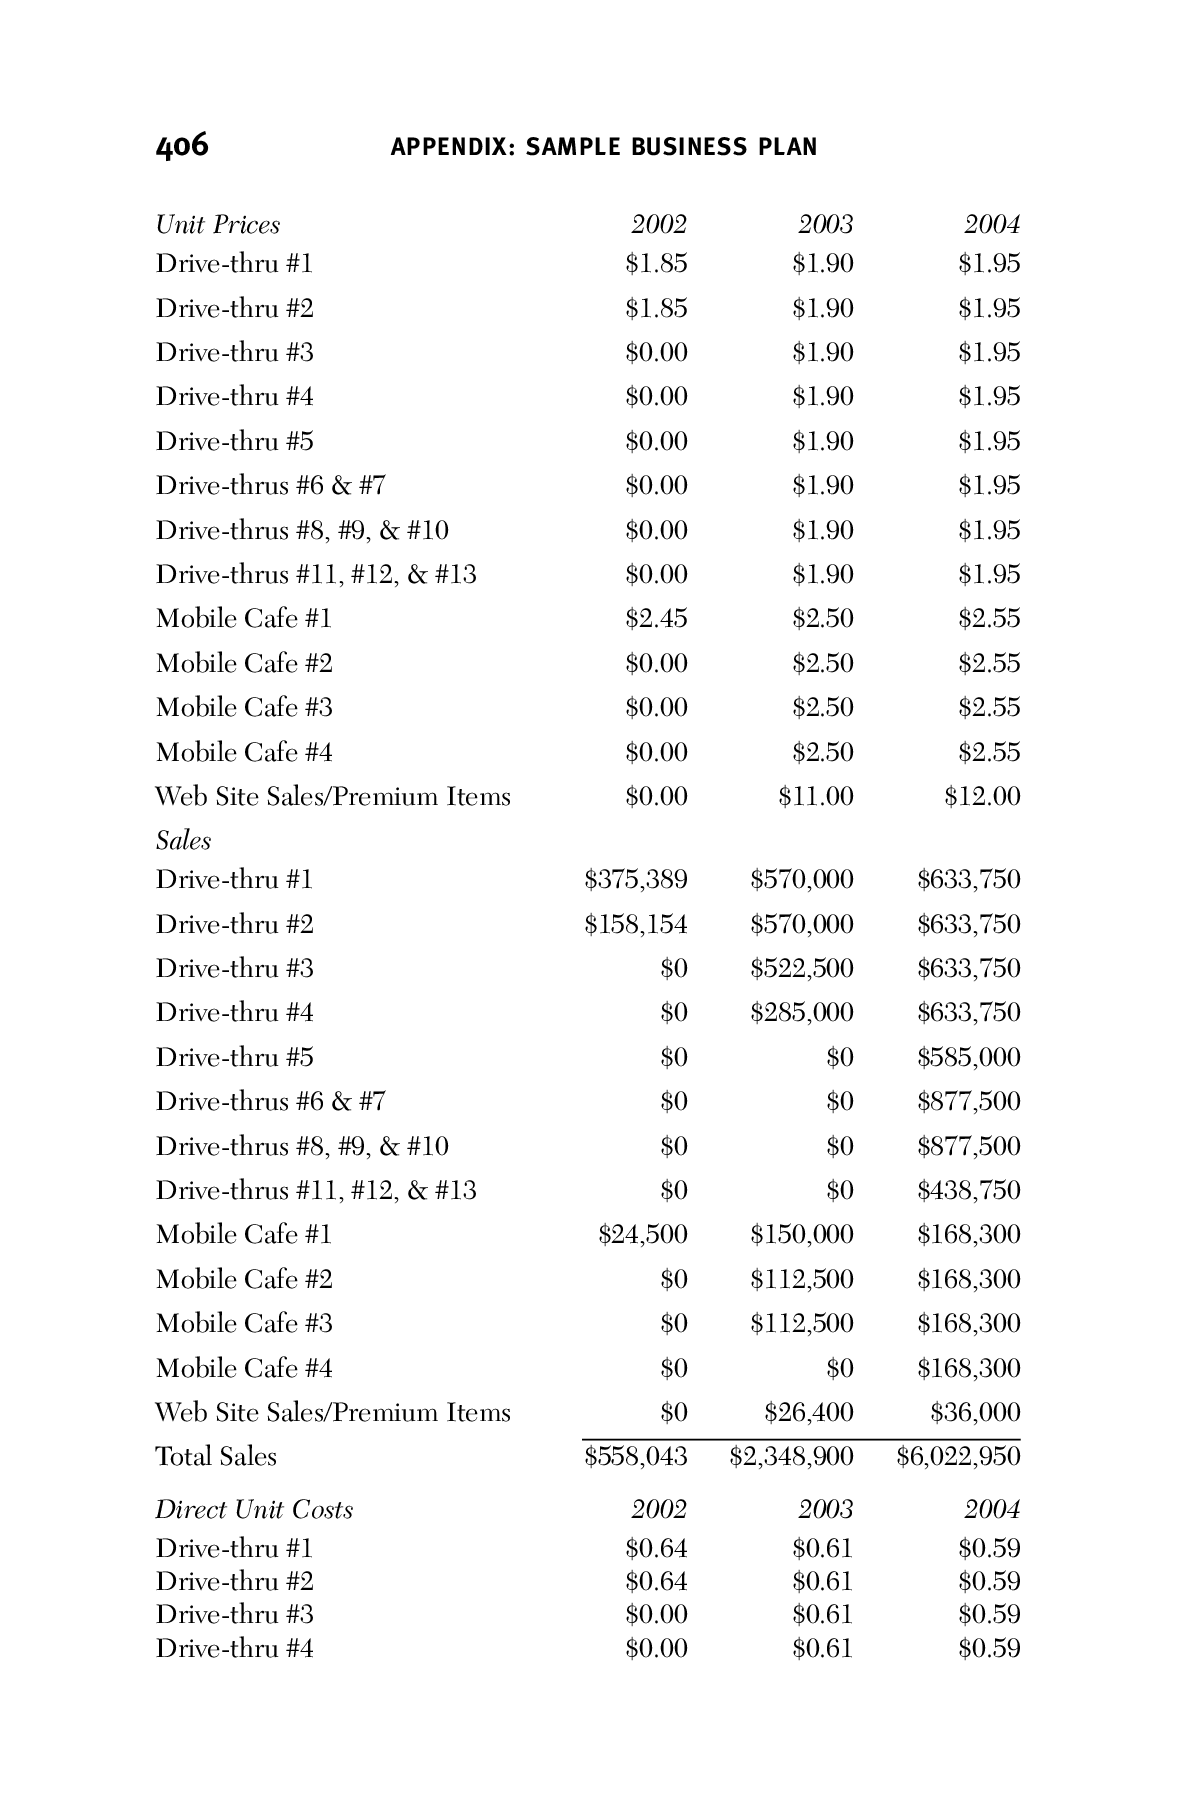 406 APPENDIX: SAMPLE BUSINESS PLAN
Unit Prices 2002 2003 2004
Drive-thru #1 $1.85 $1.90 $1.95
Drive-thru #2 $1.85 $1.90 $1.95
Drive-thru #3 $0.00 $1.90 $1.95
Drive-thru #4 $0.00 $1.90 $1.95
Drive-thru #5 $0.00 $1.90 $1.95
Drive-thrus #6 & #7 $0.00 $1.90 $1.95
Drive-thrus #8, #9, & #10 $0.00 $1.90 $1.95
Drive-thrus #11, #12, & #13 $0.00 $1.90 $1.95
Mobile Cafe #1 $2.45 $2.50 $2.55
Mobile Cafe #2 $0.00 $2.50 $2.55
Mobile Cafe #3 $0.00 $2.50 $2.55
Mobile Cafe #4 $0.00 $2.50 $2.55
Web Site Sales/Premium Items $0.00 $11.00 $12.00
Sales
Drive-thru #1 $375,389 $570,000 $633,750
Drive-thru #2 $158,154 $570,000 $633,750
Drive-thru #3 $0 $522,500 $633,750
Drive-thru #4 $0 $285,000 $633,750
Drive-thru #5 $0 $0 $585,000
Drive-thrus #6 & #7 $0 $0 $877,500
Drive-thrus #8, #9, & #10 $0 $0 $877,500
Drive-thrus #11, #12, & #13 $0 $0 $438,750
Mobile Cafe #1 $24,500 $150,000 $168,300
Mobile Cafe #2 $0 $112,500 $168,300
Mobile Cafe #3 $0 $112,500 $168,300
Mobile Cafe #4 $0 $0 $168,300
Web Site Sales/Premium Items $0 $26,400 $36,000
Total Sales $558,043 $2,348,900 $6,022,950
Direct Unit Costs 2002 2003 2004
Drive-thru #1 $0.64 $0.61 $0.59
Drive-thru #2 $0.64 $0.61 $0.59
Drive-thru #3 $0.00 $0.61 $0.59
Drive-thru #4 $0.00 $0.61 $0.59